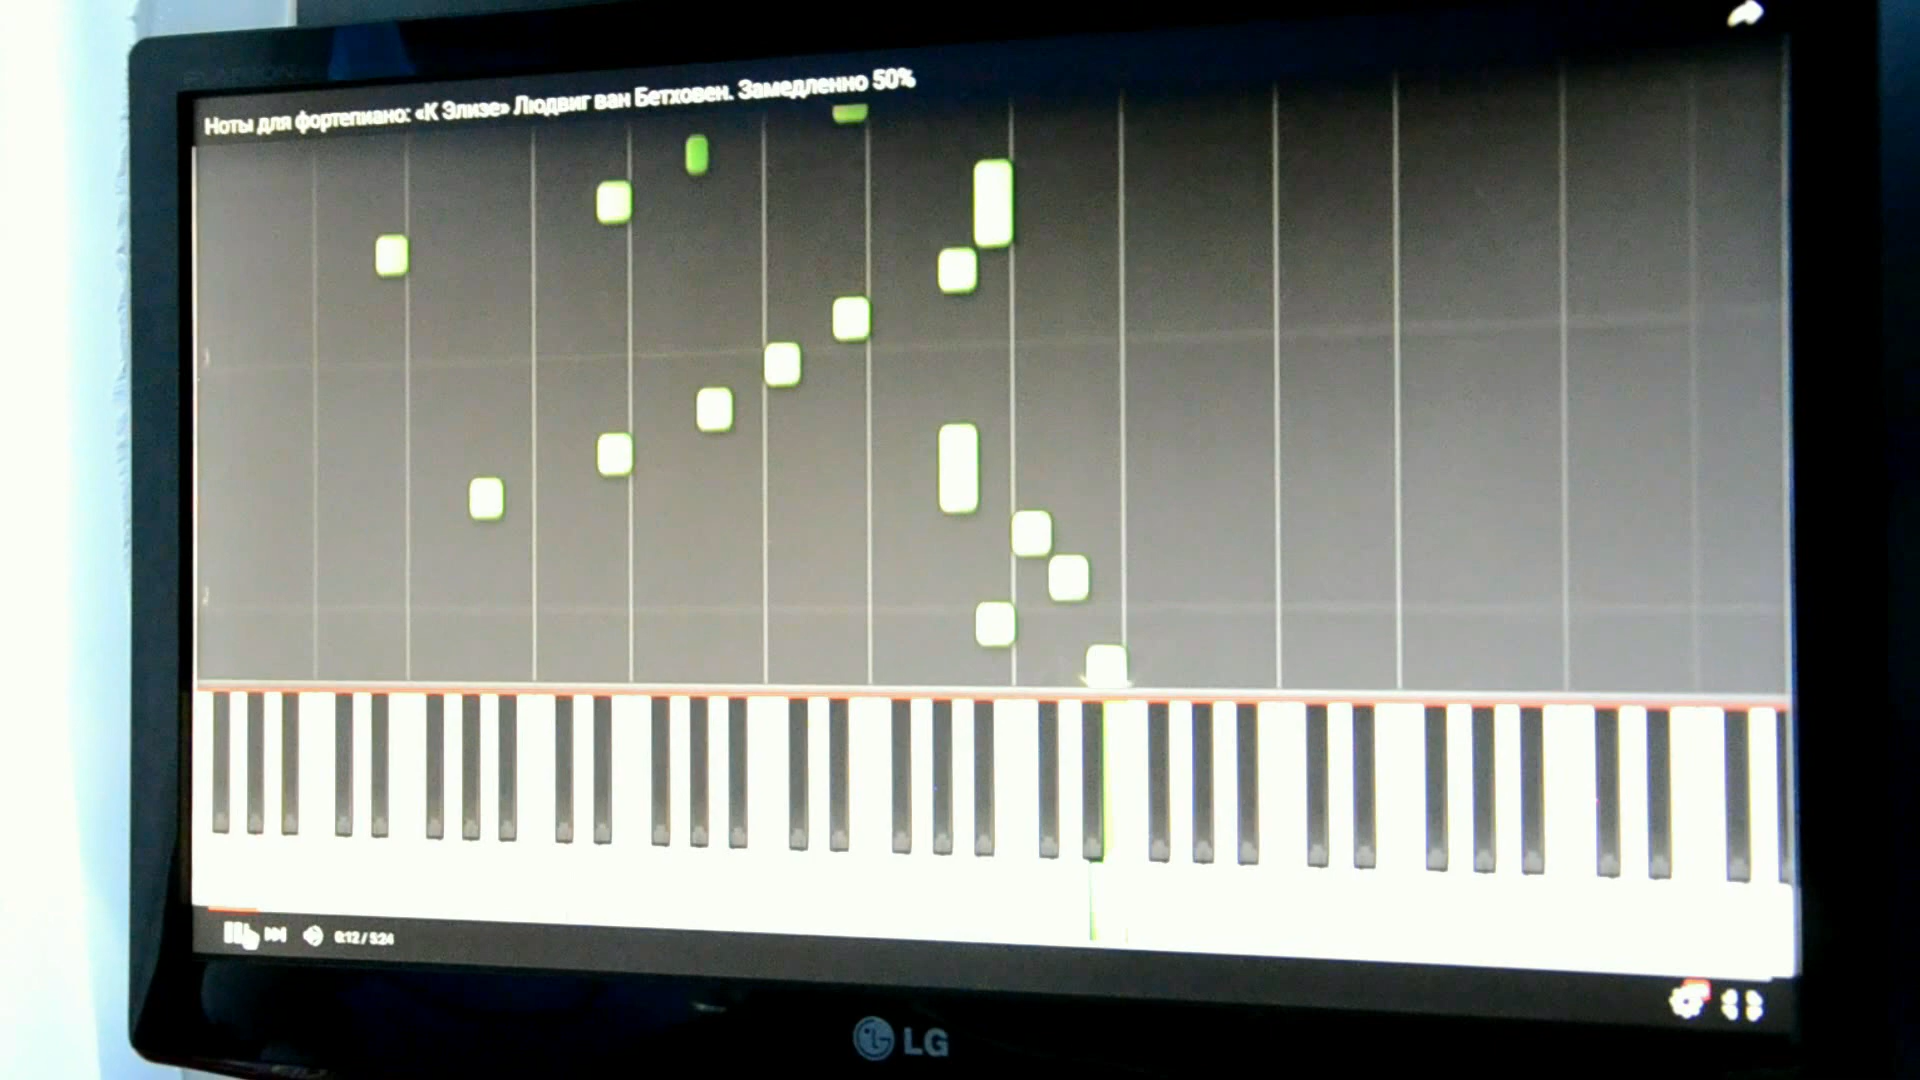 Ноты для фортепиано: «К Элизе» Людвиг ван Бетховен. Замедленно 50%
0:12 / 5:24
LG